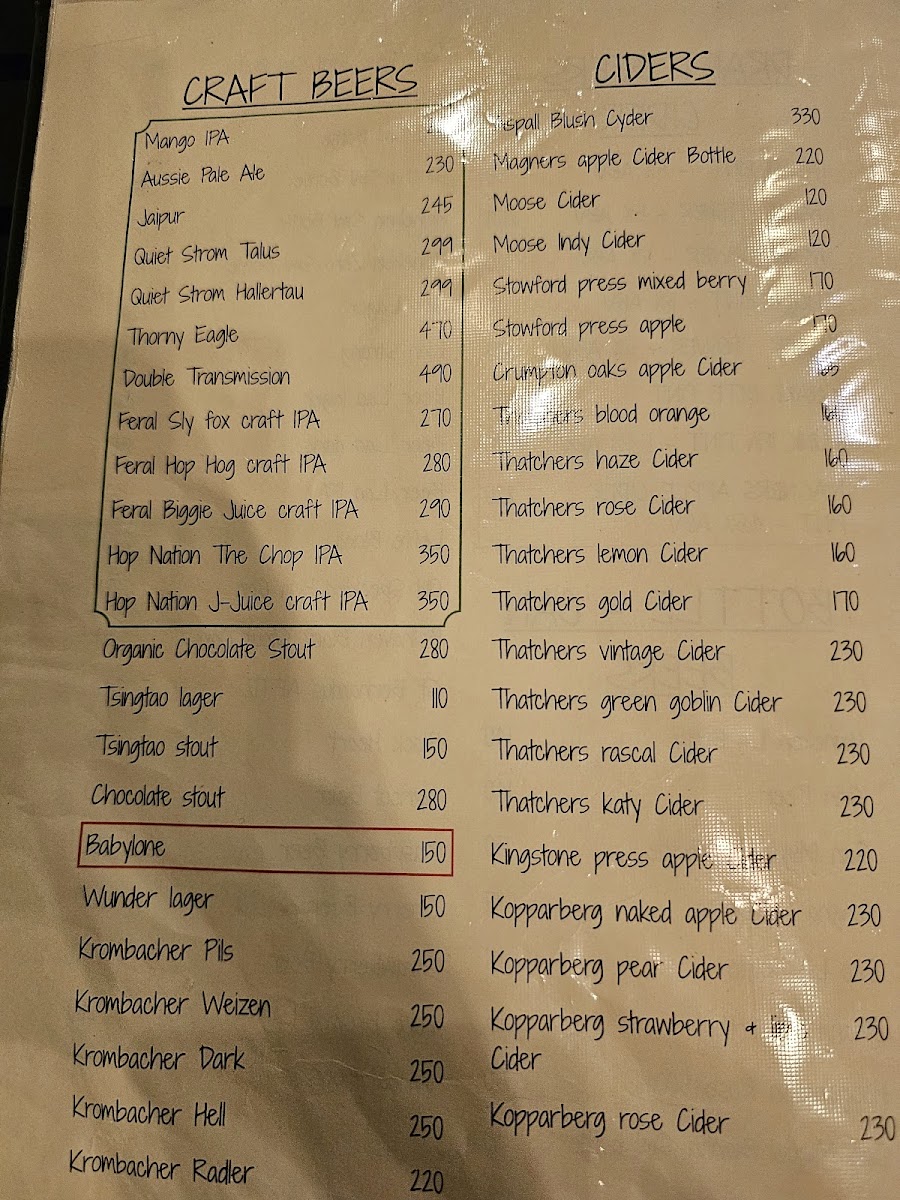 CRAFT BEERS
Mango IPA
Aussie Pale Ale 230
Jaipur 245
Quiet Strom Talus 299
Quiet Strom Hallertau 299
Thorny Eagle 470
Double Transmission 490
Feral Sly fox craft IPA 270
Feral Hop Hog craft IPA 280
Feral Biggie Juice craft IPA 290
Hop Nation The Chop IPA 350
Hop Nation J-Juice craft IPA 350
Organic Chocolate Stout 280
Tsingtao lager 110
Tsingtao stout 150
Chocolate stout 280
Babylone 150
Wunder lager 150
Krombacher Pils 250
Krombacher Weizen 250
Krombacher Dark 250
Krombacher Hell 250
Krombacher Radler 220
CIDERS
Blush Cyder 330
Magners apple Cider Bottle 220
Moose Cider 120
Moose Indy Cider 120
Stowford press mixed berry 170
Stowford press apple 170
Crumpton oaks apple Cider
Thatchers blood orange
Thatchers haze Cider 160
Thatchers rose Cider 160
Thatchers lemon Cider 160
Thatchers gold Cider 170
Thatchers vintage Cider 230
Thatchers green goblin Cider 230
Thatchers rascal Cider 230
Thatchers katy Cider 230
Kingstone press apple Cider 220
Kopparberg naked apple Cider 230
Kopparberg pear Cider 230
Kopparberg strawberry + 230
Cider
Kopparberg rose Cider 230